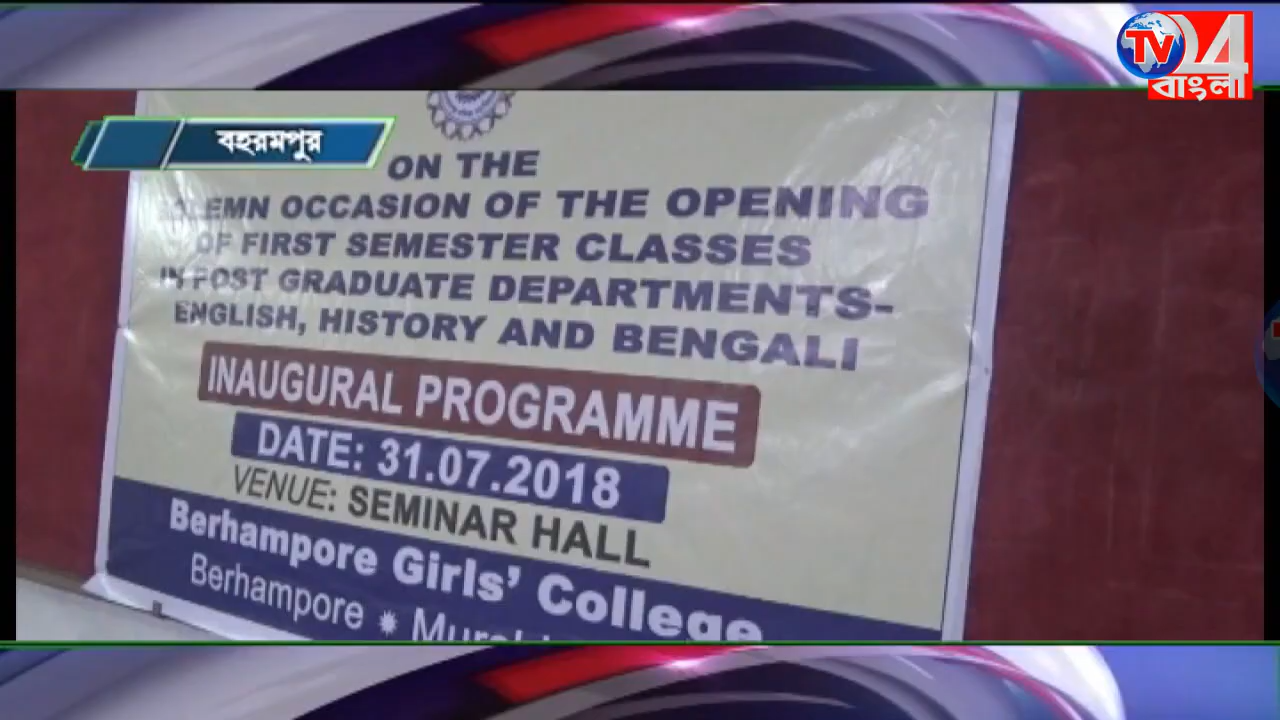 TV 24
বাংলা
বহরমপুর
ON THE
OCCASION OF THE OPENING
OF FIRST SEMESTER CLASSES
IN POST GRADUATE DEPARTMENTS-
ENGLISH, HISTORY AND BENGALI
INAUGURAL PROGRAMME
DATE: 31.07.2018
VENUE: SEMINAR HALL
Berhampore Girls' College
Berhampore